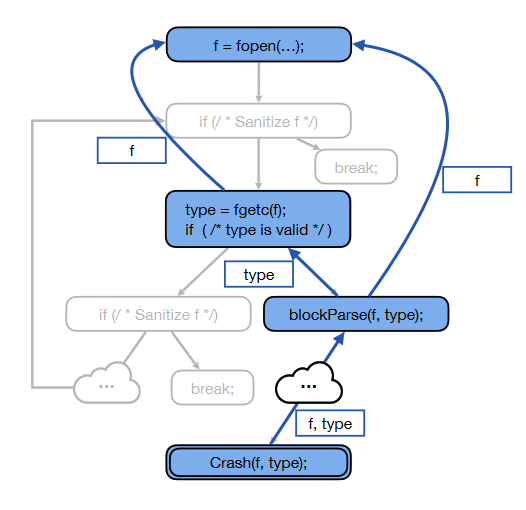 f = fopen(…);
if (/ * Sanitize f */)
f
break;
f
type = fgetc(f);
if ( /* type is valid */ )
type
if (/ * Sanitize f */)
blockParse(f, type);
...
break;
...
f, type
Crash(f, type);